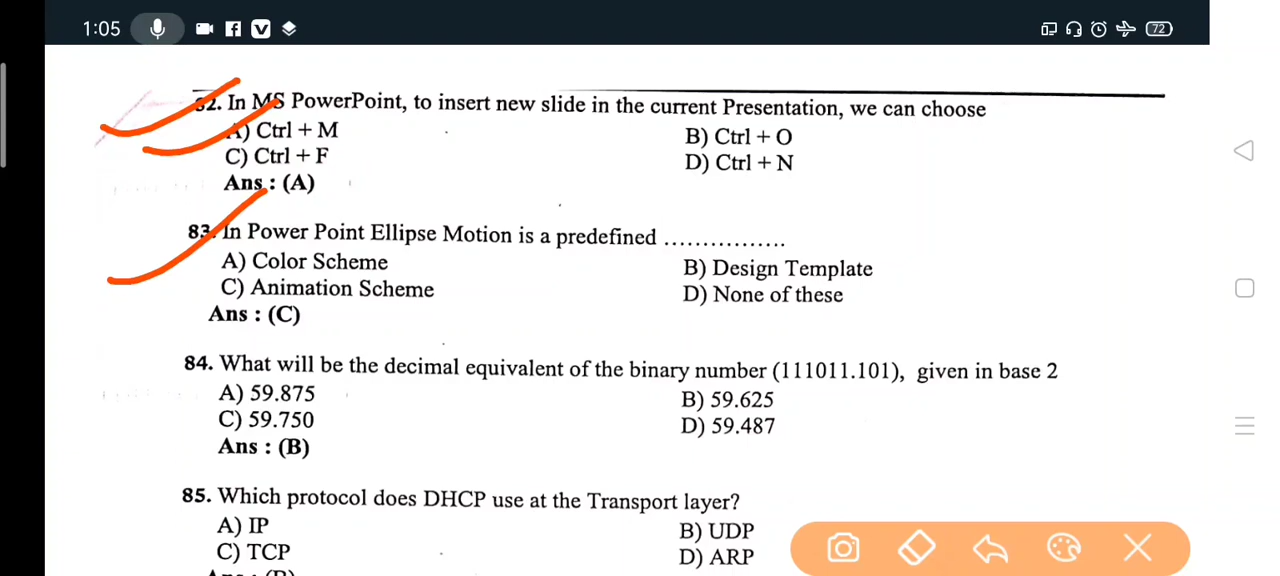 1:05
72
82. In MS PowerPoint, to insert new slide in the current Presentation, we can choose
A) Ctrl + M
B) Ctrl + O
C) Ctrl + F
D) Ctrl + N
Ans : (A)
83. In Power Point Ellipse Motion is a predefined ................
A) Color Scheme
B) Design Template
C) Animation Scheme
D) None of these
Ans : (C)
84. What will be the decimal equivalent of the binary number (111011.101), given in base 2
A) 59.875
B) 59.625
C) 59.750
D) 59.487
Ans : (B)
85. Which protocol does DHCP use at the Transport layer?
A) IP
B) UDP
C) TCP
D) ARP
Ans : (B)